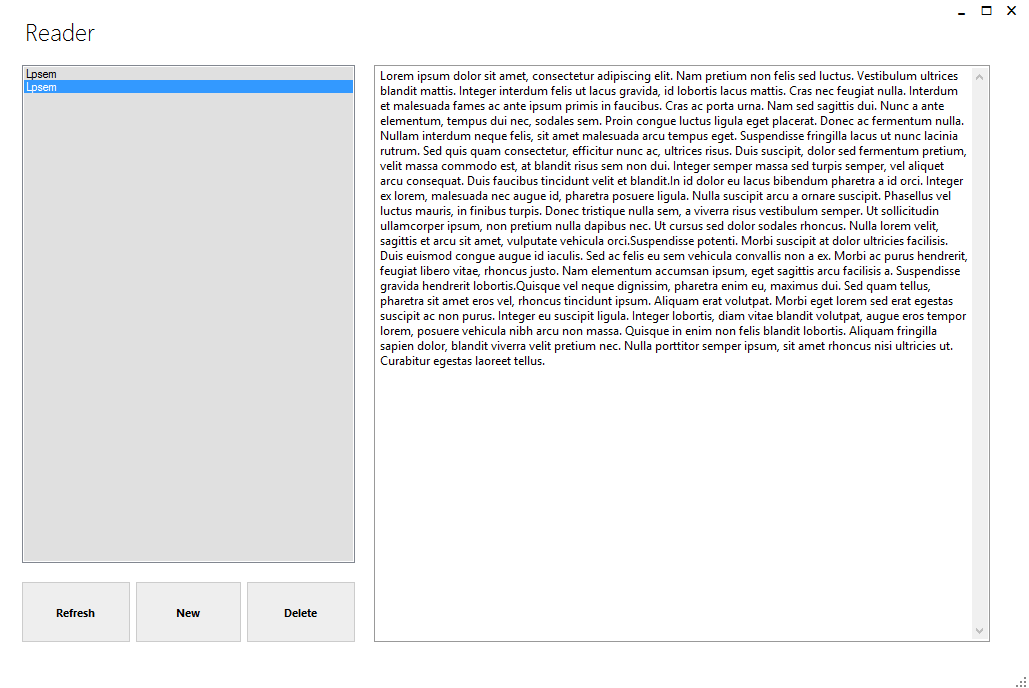 Reader
Lpsem
Lpsem
Lorem ipsum dolor sit amet, consectetur adipiscing elit. Nam pretium non felis sed luctus. Vestibulum ultrices
blandit mattis. Integer interdum felis ut lacus gravida, id lobortis lacus mattis. Cras nec feugiat nulla. Interdum
et malesuada fames ac ante ipsum primis in faucibus. Cras ac porta urna. Nam sed sagittis dui. Nunc a ante
elementum, tempus dui nec, sodales sem. Proin congue luctus ligula eget placerat. Donec ac fermentum nulla.
Nullam interdum neque felis, sit amet malesuada arcu tempus eget. Suspendisse fringilla lacus ut nunc lacinia
rutrum. Sed quis quam consectetur, efficitur nunc ac, ultrices risus. Duis suscipit, dolor sed fermentum pretium,
velit massa commodo est, at blandit risus sem non dui. Integer semper massa sed turpis semper, vel aliquet
arcu consequat. Duis faucibus tincidunt velit et blandit.In id dolor eu lacus bibendum pharetra a id orci. Integer
ex lorem, malesuada nec augue id, pharetra posuere ligula. Nulla suscipit arcu a ornare suscipit. Phasellus vel
luctus mauris, in finibus turpis. Donec tristique nulla sem, a viverra risus vestibulum semper. Ut sollicitudin
ullamcorper ipsum, non pretium nulla dapibus nec. Ut cursus sed dolor sodales rhoncus. Nulla lorem velit,
sagittis et arcu sit amet, vulputate vehicula orci.Suspendisse potenti. Morbi suscipit at dolor ultricies facilisis.
Duis euismod congue augue id iaculis. Sed ac felis eu sem vehicula convallis non a ex. Morbi ac purus hendrerit,
feugiat libero vitae, rhoncus justo. Nam elementum accumsan ipsum, eget sagittis arcu facilisis a. Suspendisse
gravida hendrerit lobortis.Quisque vel neque dignissim, pharetra enim eu, maximus dui. Sed quam tellus,
pharetra sit amet eros vel, rhoncus tincidunt ipsum. Aliquam erat volutpat. Morbi eget lorem sed erat egestas
suscipit ac non purus. Integer eu suscipit ligula. Integer lobortis, diam vitae blandit volutpat, augue eros tempor
lorem, posuere vehicula nibh arcu non massa. Quisque in enim non felis blandit lobortis. Aliquam fringilla
sapien dolor, blandit viverra velit pretium nec. Nulla porttitor semper ipsum, sit amet rhoncus nisi ultricies ut.
Curabitur egestas laoreet tellus.
Refresh
New
Delete